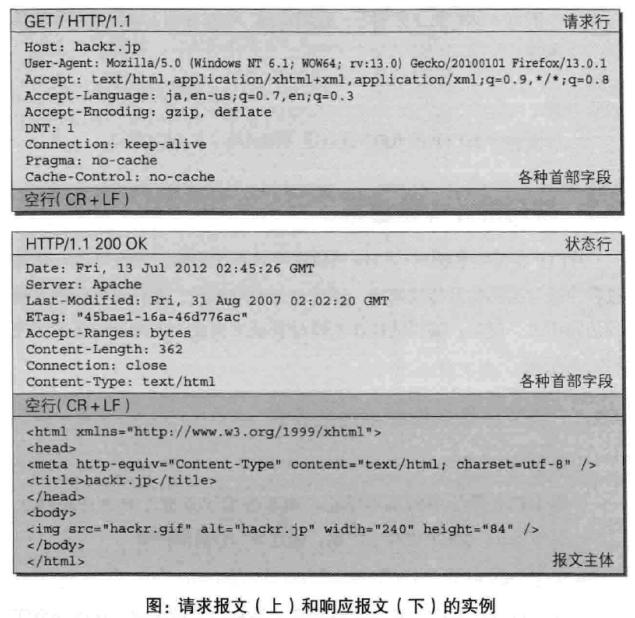 GET / HTTP/1.1 请求行
Host: hackr.jp
User-Agent: Mozilla/5.0 (Windows NT 6.1; WOW64; rv:13.0) Gecko/20100101 Firefox/13.0.1
Accept: text/html,application/xhtml+xml,application/xml;q=0.9,*/*;q=0.8
Accept-Language: ja,en-us;q=0.7,en;q=0.3
Accept-Encoding: gzip, deflate
DNT: 1
Connection: keep-alive
Pragma: no-cache
Cache-Control: no-cache 各种首部字段
空行( CR + LF )
HTTP/1.1 200 OK 状态行
Date: Fri, 13 Jul 2012 02:45:26 GMT
Server: Apache
Last-Modified: Fri, 31 Aug 2007 02:02:20 GMT
ETag: "45bae1-16a-46d776ac"
Accept-Ranges: bytes
Content-Length: 362
Connection: close
Content-Type: text/html 各种首部字段
空行( CR + LF )
<html xmlns="http://www.w3.org/1999/xhtml">
<head>
<meta http-equiv="Content-Type" content="text/html; charset=utf-8" />
<title>hackr.jp</title>
</head>
<body>
<img src="hackr.gif" alt="hackr.jp" width="240" height="84" />
</body>
</html> 报文主体
图: 请求报文（上）和响应报文（下）的实例